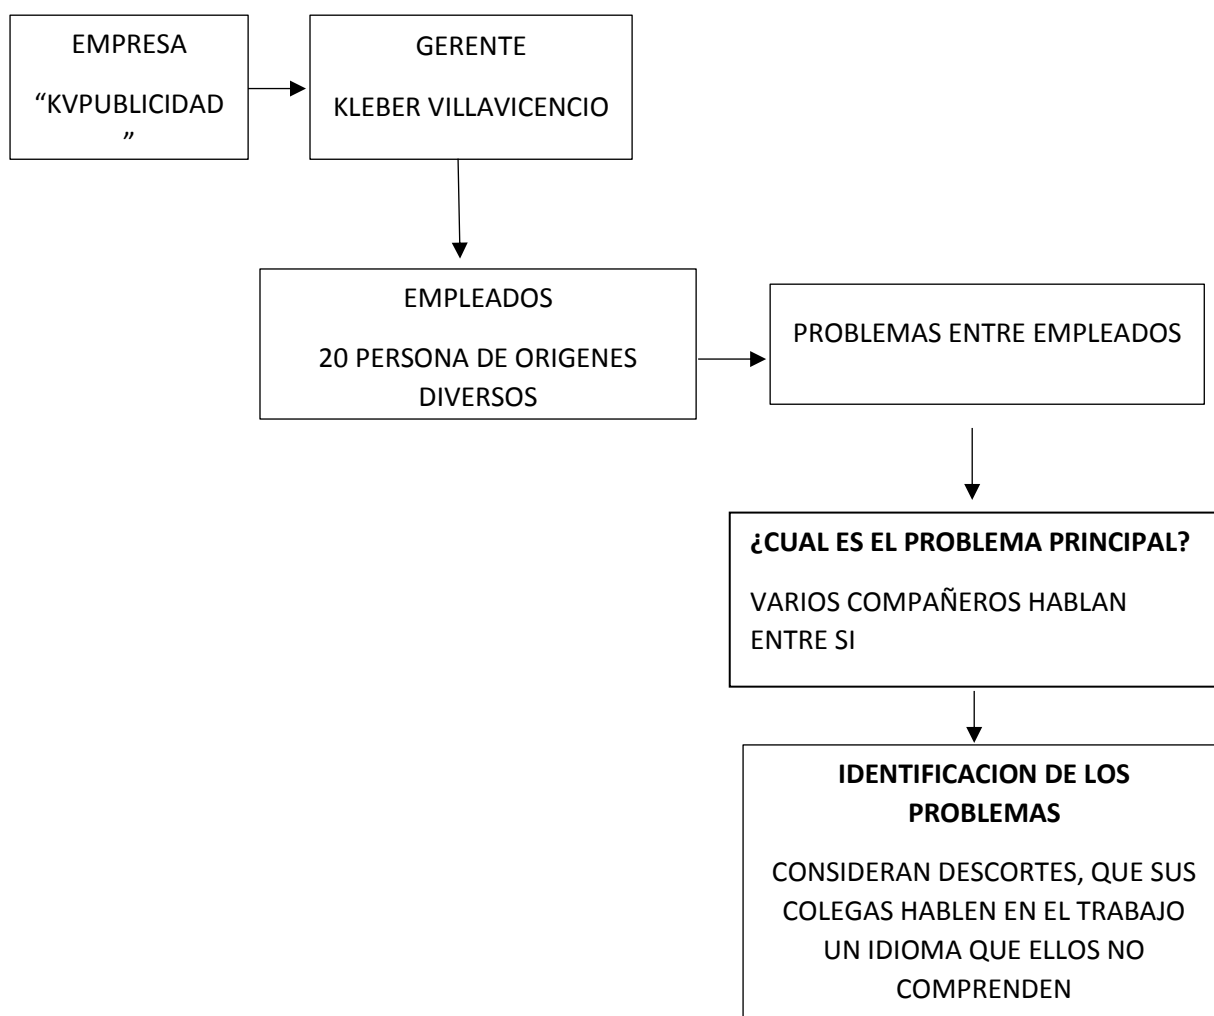 EMPRESA
“KVPUBLICIDAD
”
GERENTE
KLEBER VILLAVICENCIO
EMPLEADOS
20 PERSONA DE ORIGENES
DIVERSOS
PROBLEMAS ENTRE EMPLEADOS
¿CUAL ES EL PROBLEMA PRINCIPAL?
VARIOS COMPAÑEROS HABLAN
ENTRE SI
IDENTIFICACION DE LOS
PROBLEMAS
CONSIDERAN DESCORTES, QUE SUS
COLEGAS HABLEN EN EL TRABAJO
UN IDIOMA QUE ELLOS NO
COMPRENDEN